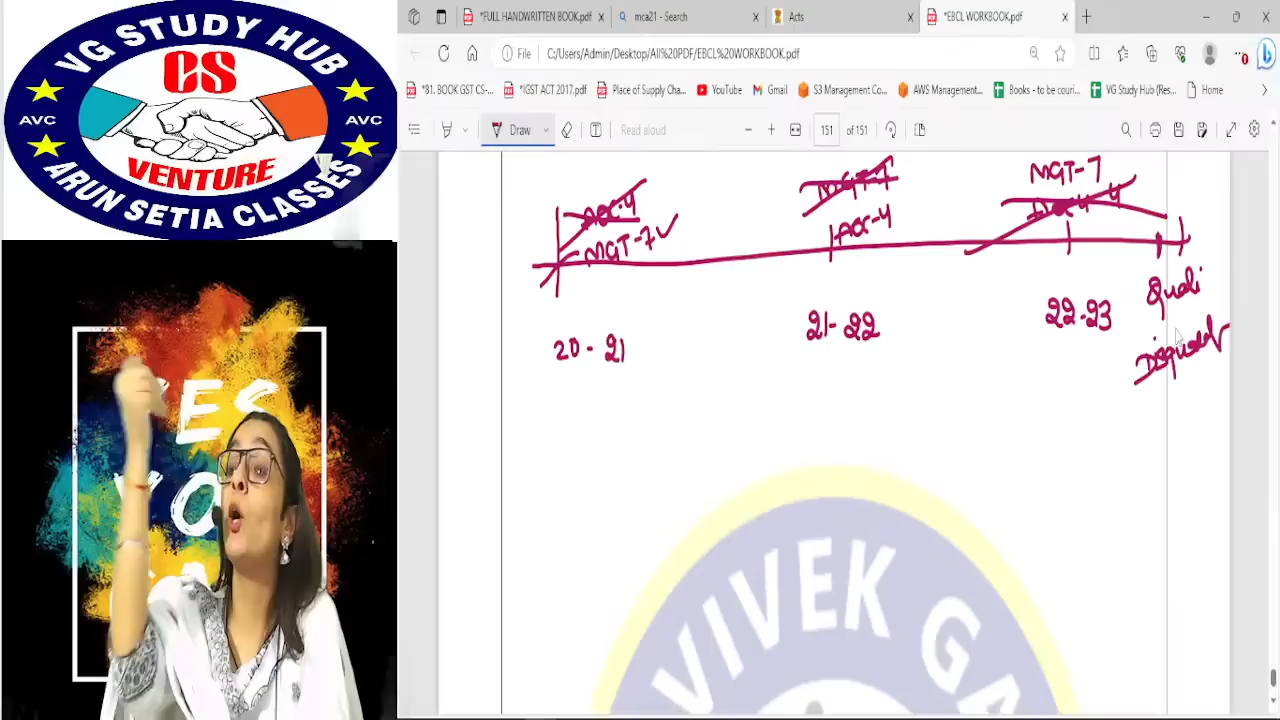 VG STUDY HUB
CS
AVC
AVC
VENTURE
ARUN SETIA CLASSES
YES
YO
*FULL HANDWRITTEN BOOK.pdf
mca21 - Search
Acts
*EBCL WORKBOOK.pdf
File
C:/Users/Admin/Desktop/All%20PDF/EBCL%20WORKBOOK.pdf
*81. BOOK GST CS-...
*IGST ACT 2017.pdf
Place of Supply Cha...
YouTube
Gmail
S3 Management Co...
AWS Management...
Books - to be couri...
VG Study Hub (Res...
Home
Draw
Read aloud
151
of 151
AOC-4
MGT-7
MGT-7
AOC-4
MGT-7
20 - 21
21- 22
22-23
Quali
VIVEK GA